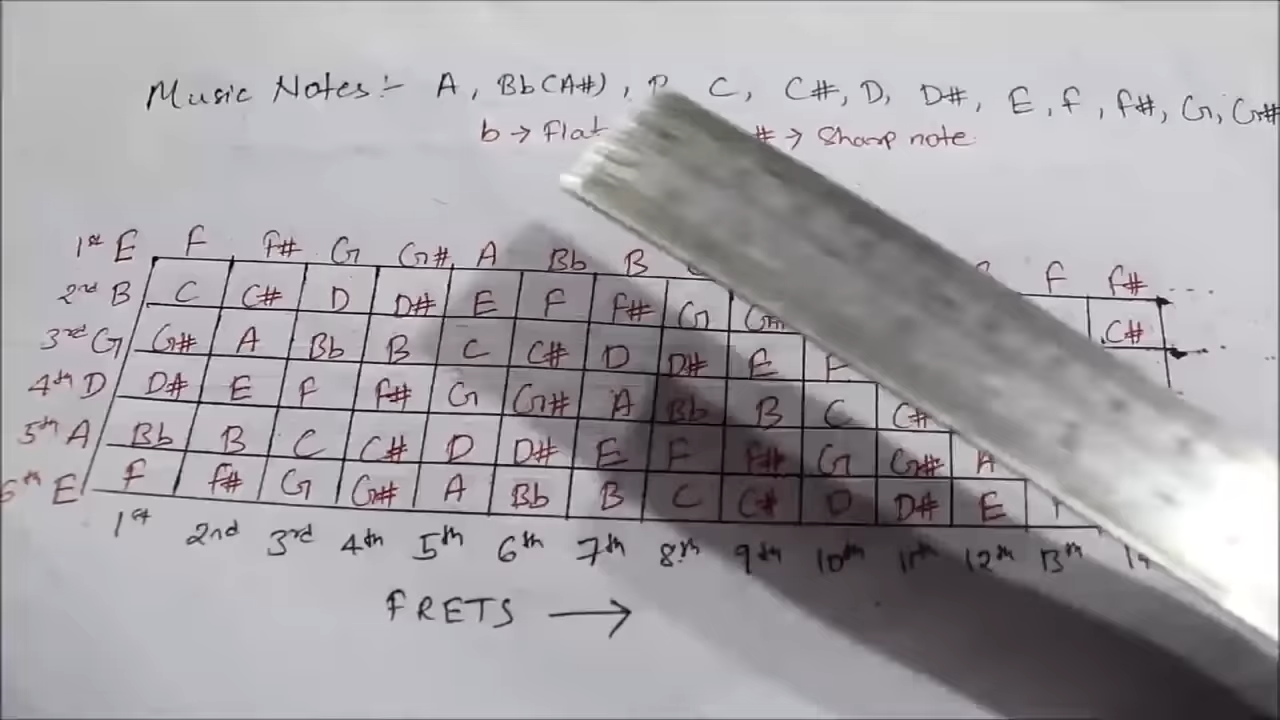 Music Notes:- A, Bb(A#), C, C#, D, D#, E, F, F#, G, G#
b → Flat # → Sharp note
1st E F F# G G# A Bb B F F#
2nd B C C# D D# E F F# G C#
3rd G G# A Bb B C C# D D# E
4th D D# E F F# G G# A Bb B C C#
5th A Bb B C C# D D# E F F# G G# A
6th E F F# G G# A Bb B C C# D D# E
1st 2nd 3rd 4th 5th 6th 7th 8th 9th 10th 11th 12th 13th
FRETS →